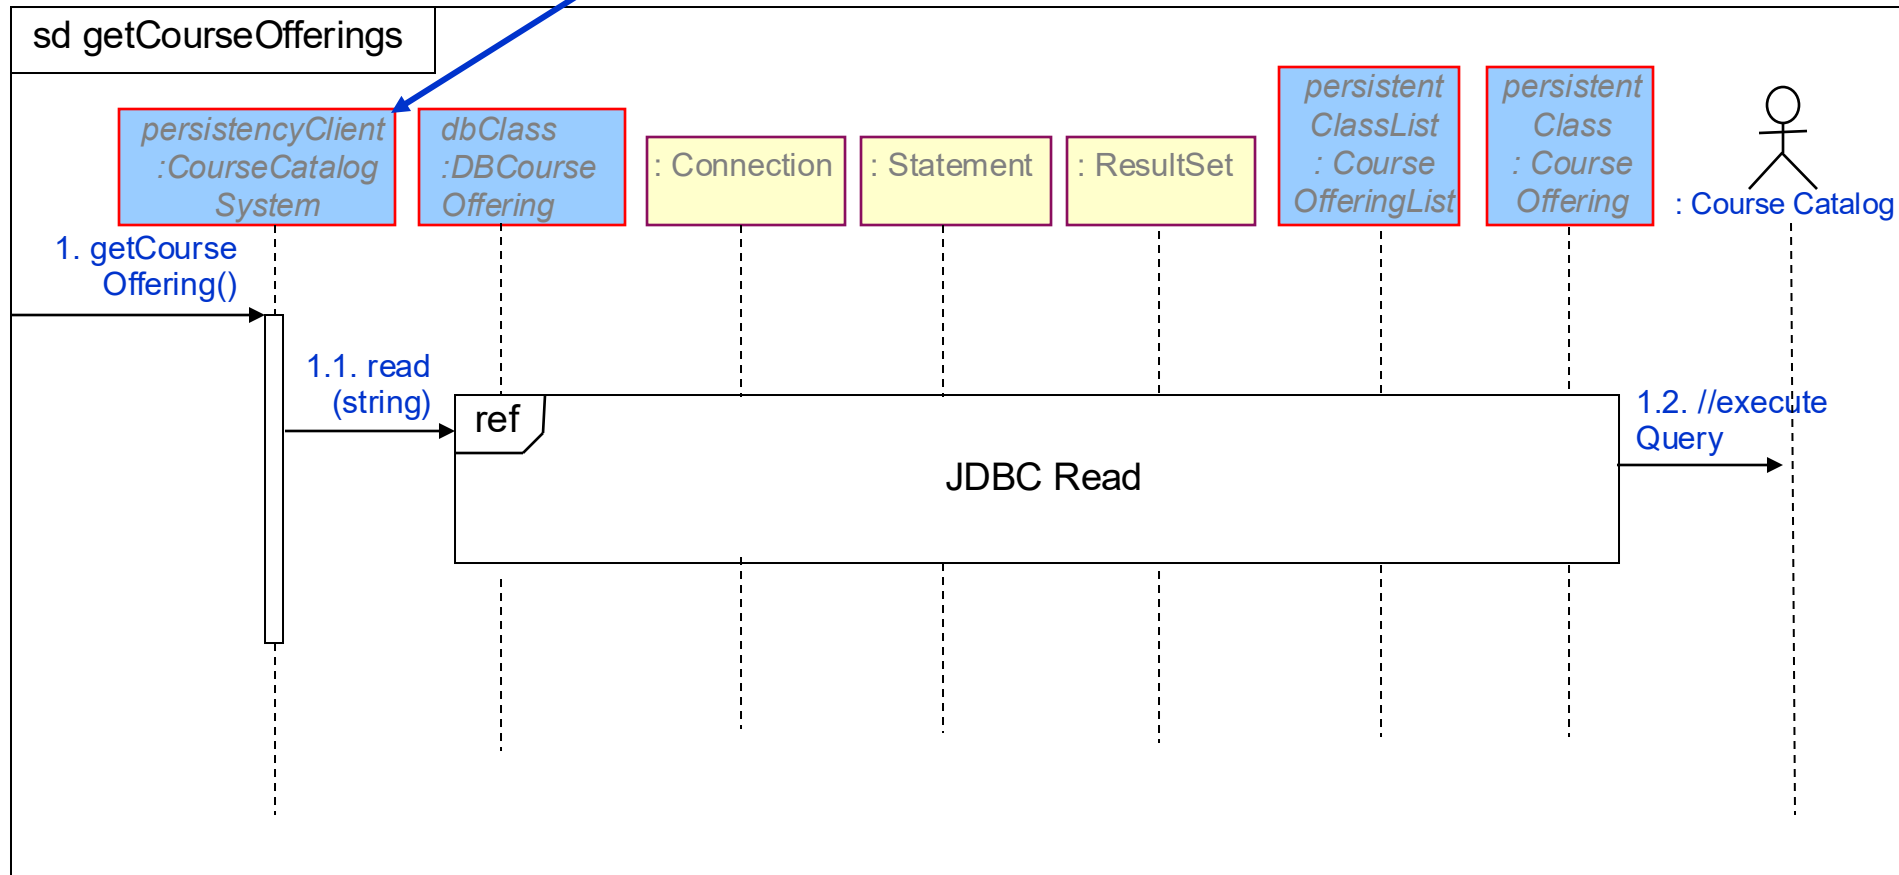 sd getCourseOfferings
persistencyClient
:CourseCatalog
System
dbClass
:DBCourse
Offering
: Connection
: Statement
: ResultSet
persistent
ClassList
: Course
OfferingList
persistent
Class
: Course
Offering
: Course Catalog
1. getCourse
Offering()
1.1. read
(string)
ref
JDBC Read
1.2. //execute
Query